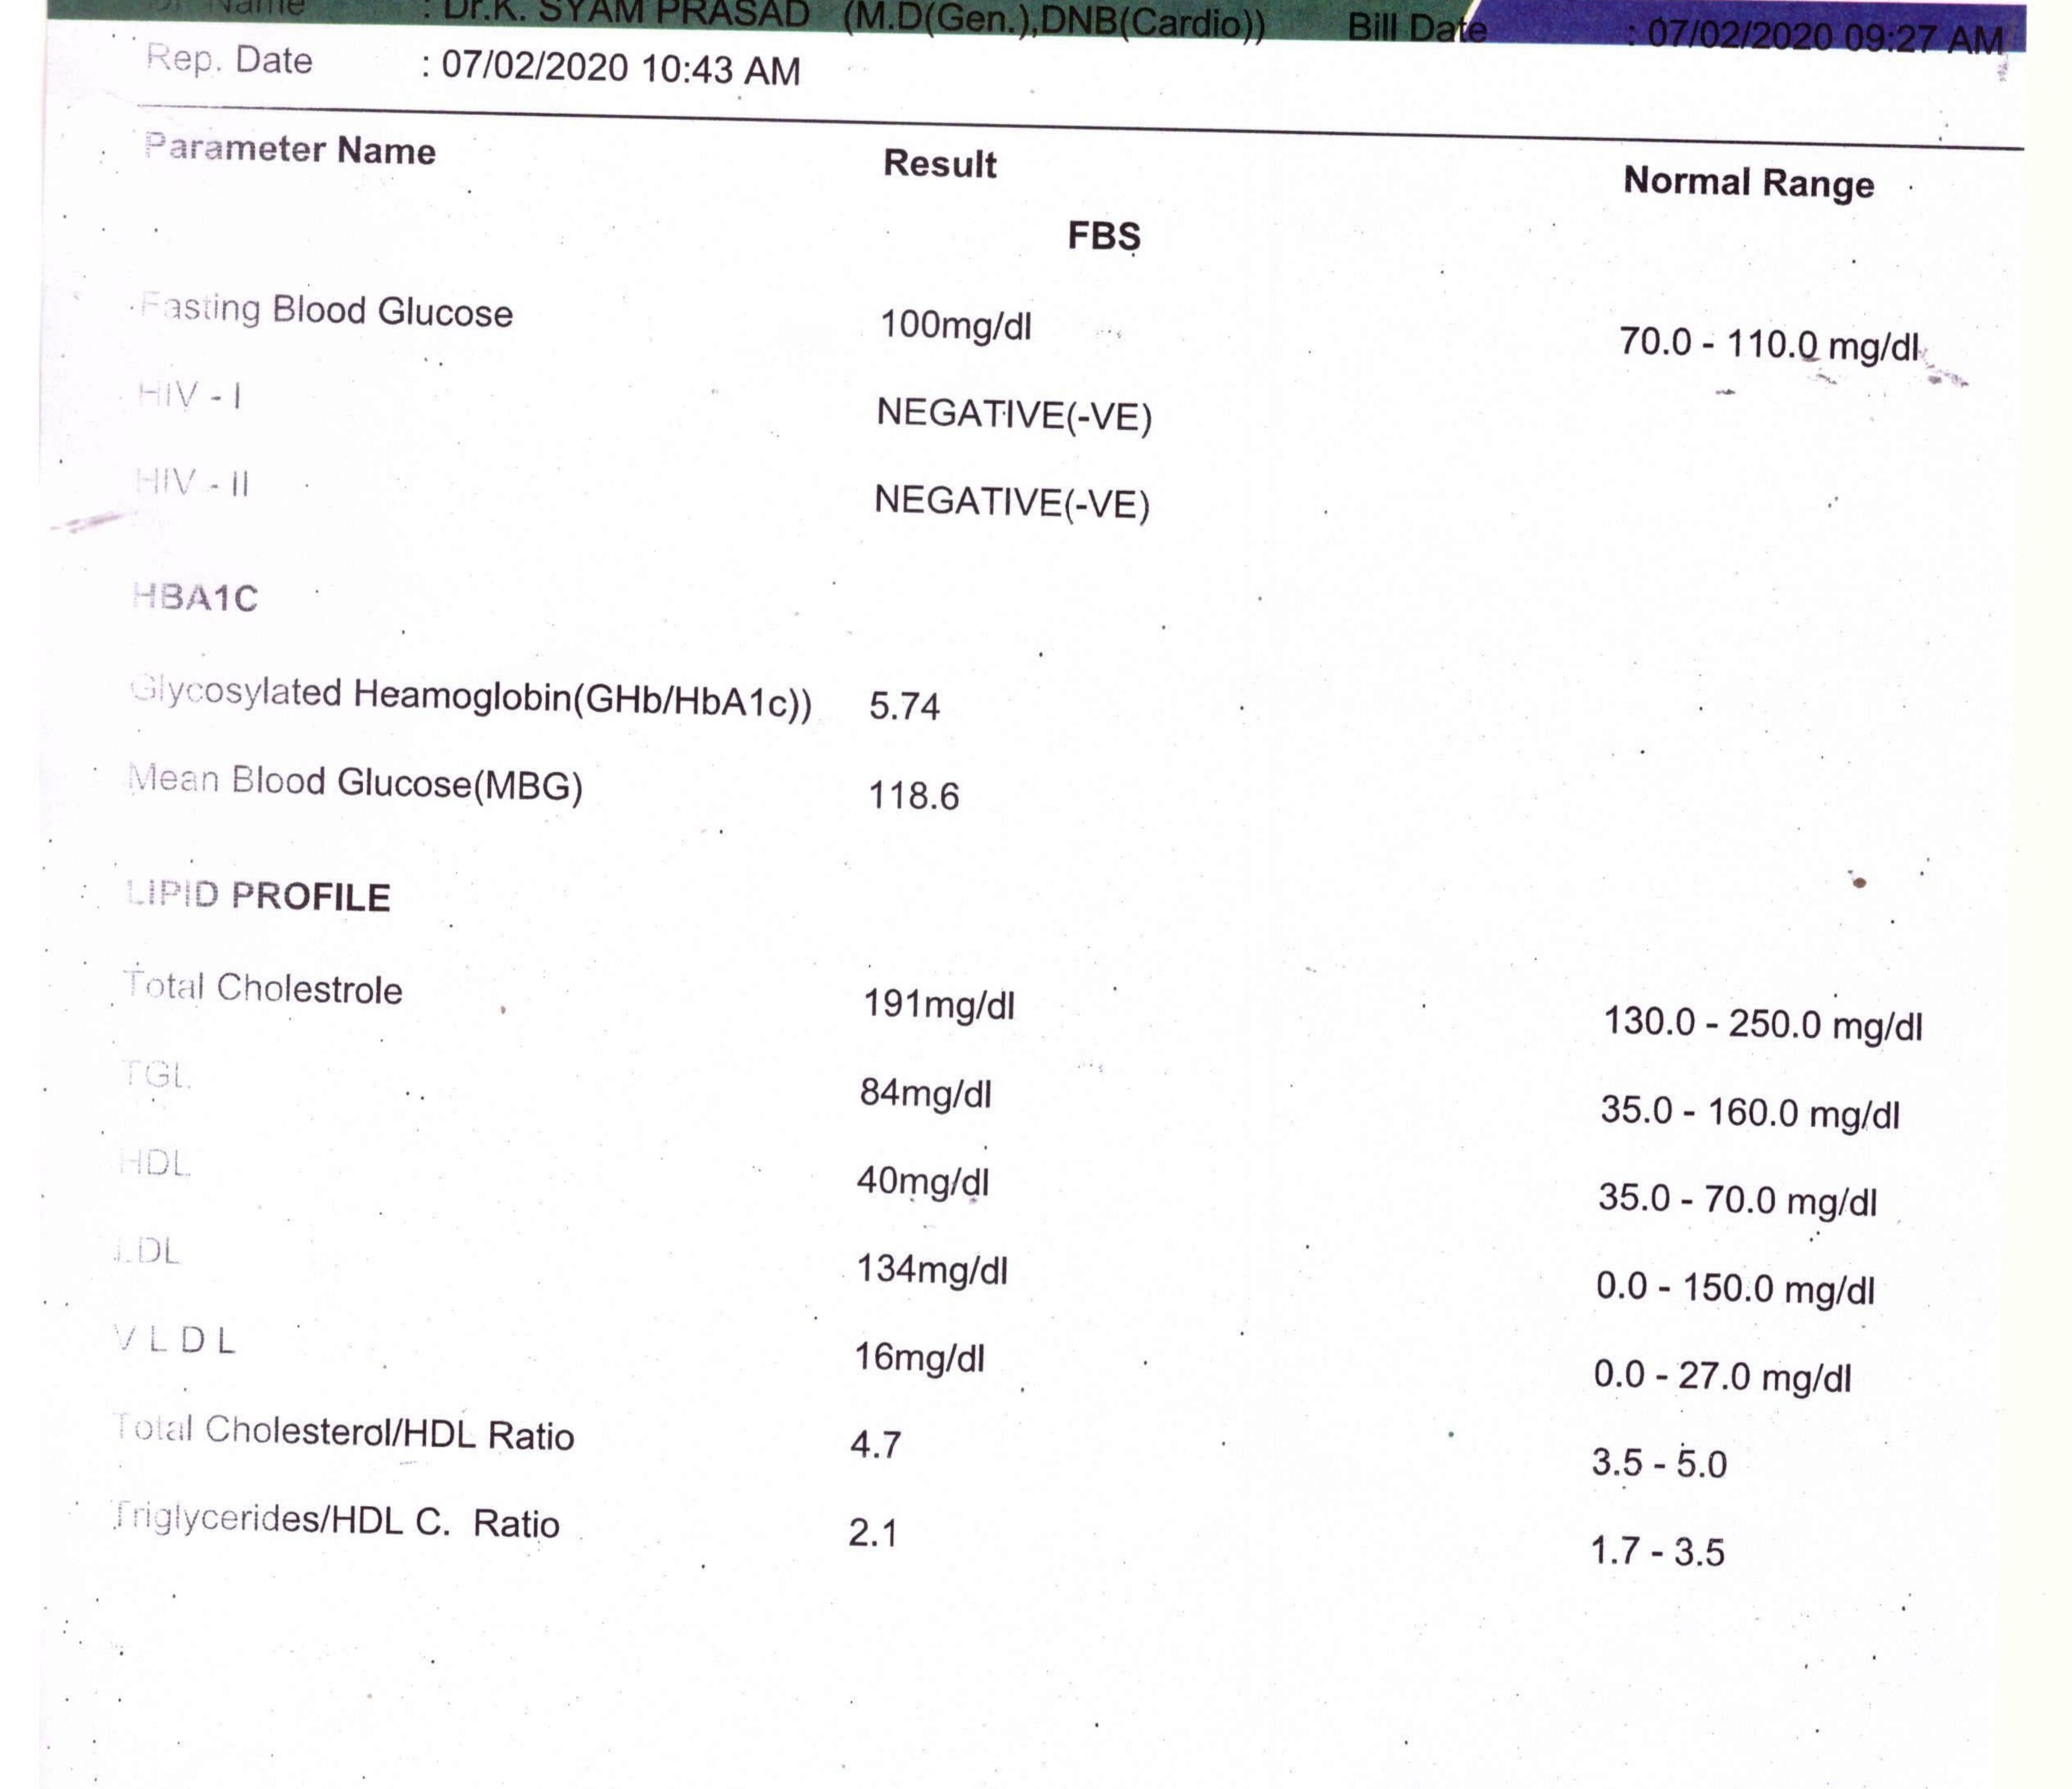 Dr Name : Dr.K. SYAM PRASAD (M.D(Gen.),DNB(Cardio)) Bill Date : 07/02/2020 09:27 AM
Rep. Date : 07/02/2020 10:43 AM
Parameter Name Result Normal Range
FBS
Fasting Blood Glucose 100mg/dl 70.0 - 110.0 mg/dl
HIV - I NEGATIVE(-VE)
HIV - II NEGATIVE(-VE)
HBA1C
Glycosylated Heamoglobin(GHb/HbA1c)) 5.74
Mean Blood Glucose(MBG) 118.6
LIPID PROFILE
Total Cholestrole 191mg/dl 130.0 - 250.0 mg/dl
TGL 84mg/dl 35.0 - 160.0 mg/dl
HDL 40mg/dl 35.0 - 70.0 mg/dl
LDL 134mg/dl 0.0 - 150.0 mg/dl
V L D L 16mg/dl 0.0 - 27.0 mg/dl
Total Cholesterol/HDL Ratio 4.7 3.5 - 5.0
Triglycerides/HDL C. Ratio 2.1 1.7 - 3.5